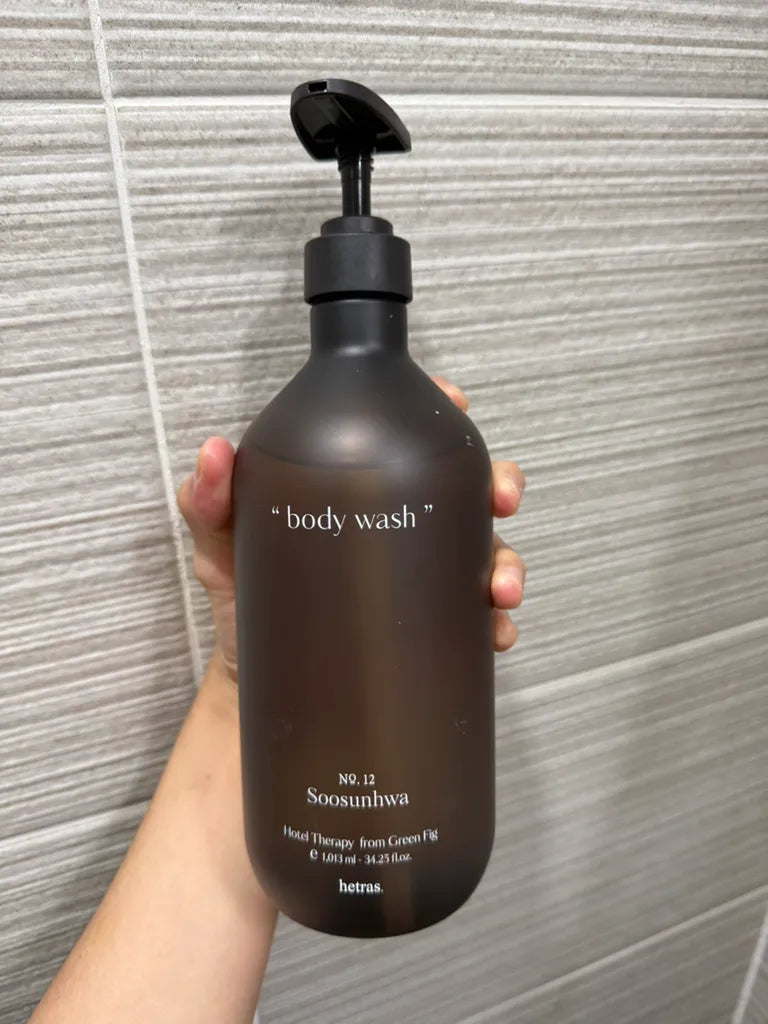 “ body wash ”
Nº. 12
Soosunhwa
Hotel Therapy from Green Fig
℮ 1,013 ml - 34.25 fl.oz.
hetras.